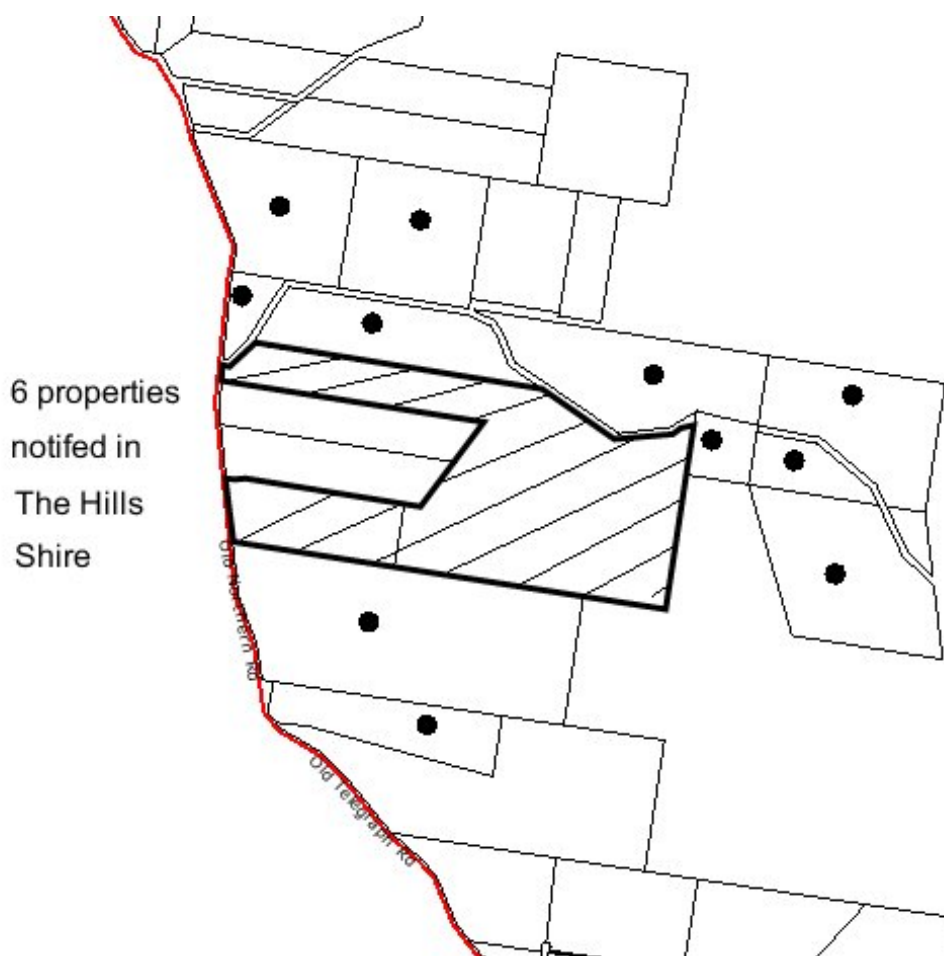 6 properties
notifed in
The Hills
Shire
Old Northern Rd
Old Telegraph Rd